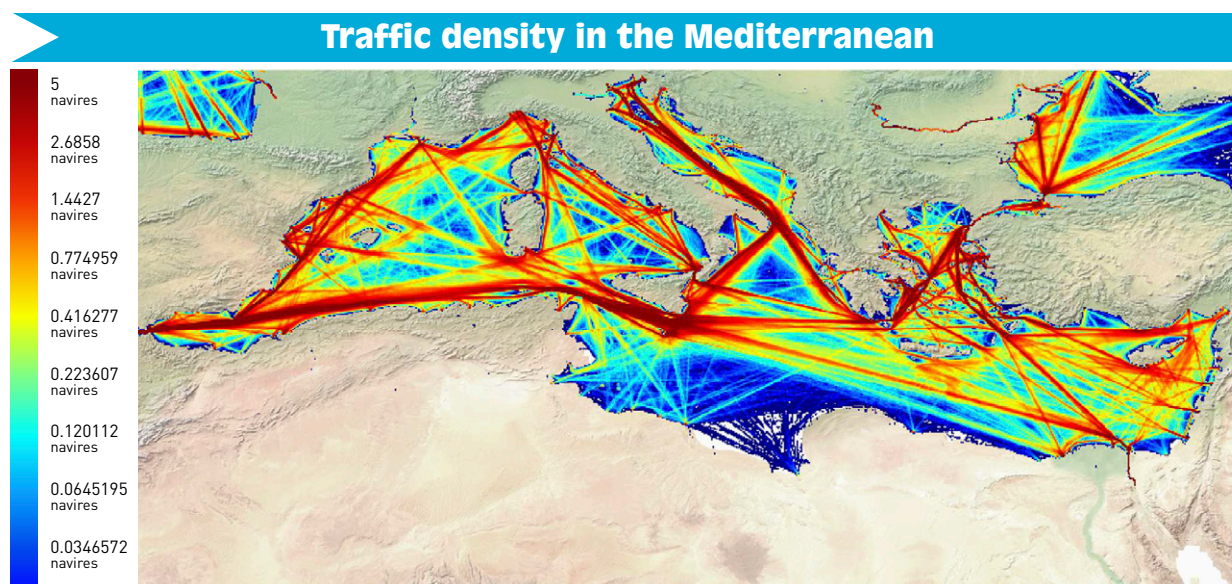 Traffic density in the Mediterranean
5
navires
2.6858
navires
1.4427
navires
0.774959
navires
0.416277
navires
0.223607
navires
0.120112
navires
0.0645195
navires
0.0346572
navires